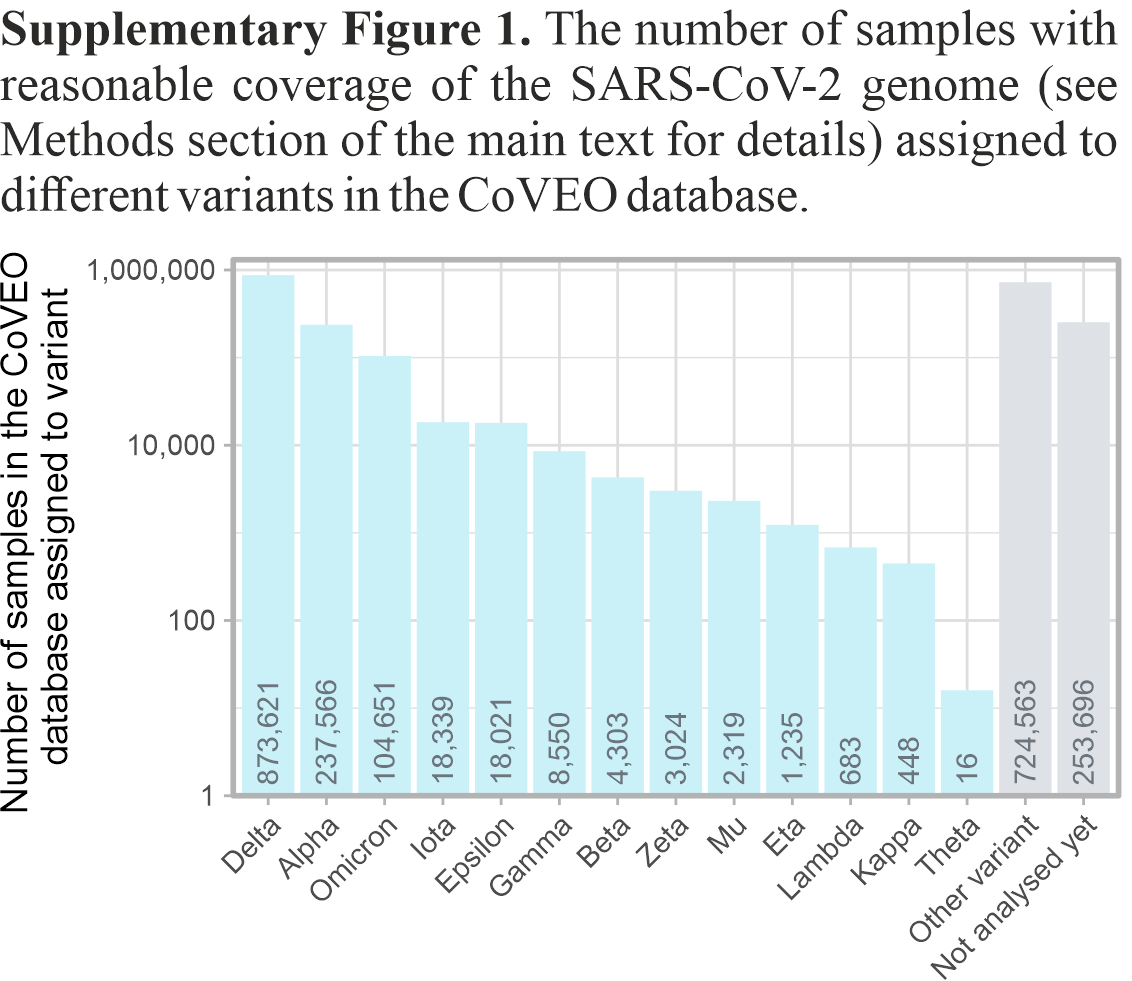 Supplementary Figure 1. The number of samples with
reasonable coverage of the SARS-CoV-2 genome (see
Methods section of the main text for details) assigned to
different variants in the CoVEO database.
Number of samples in the CoVEO
database assigned to variant
1,000,000
10,000
100
1
873,621
237,566
104,651
18,339
18,021
8,550
4,303
3,024
2,319
1,235
683
448
16
724,563
253,696
Delta
Alpha
Omicron
Iota
Epsilon
Gamma
Beta
Zeta
Mu
Eta
Lambda
Kappa
Theta
Other variant
Not analysed yet